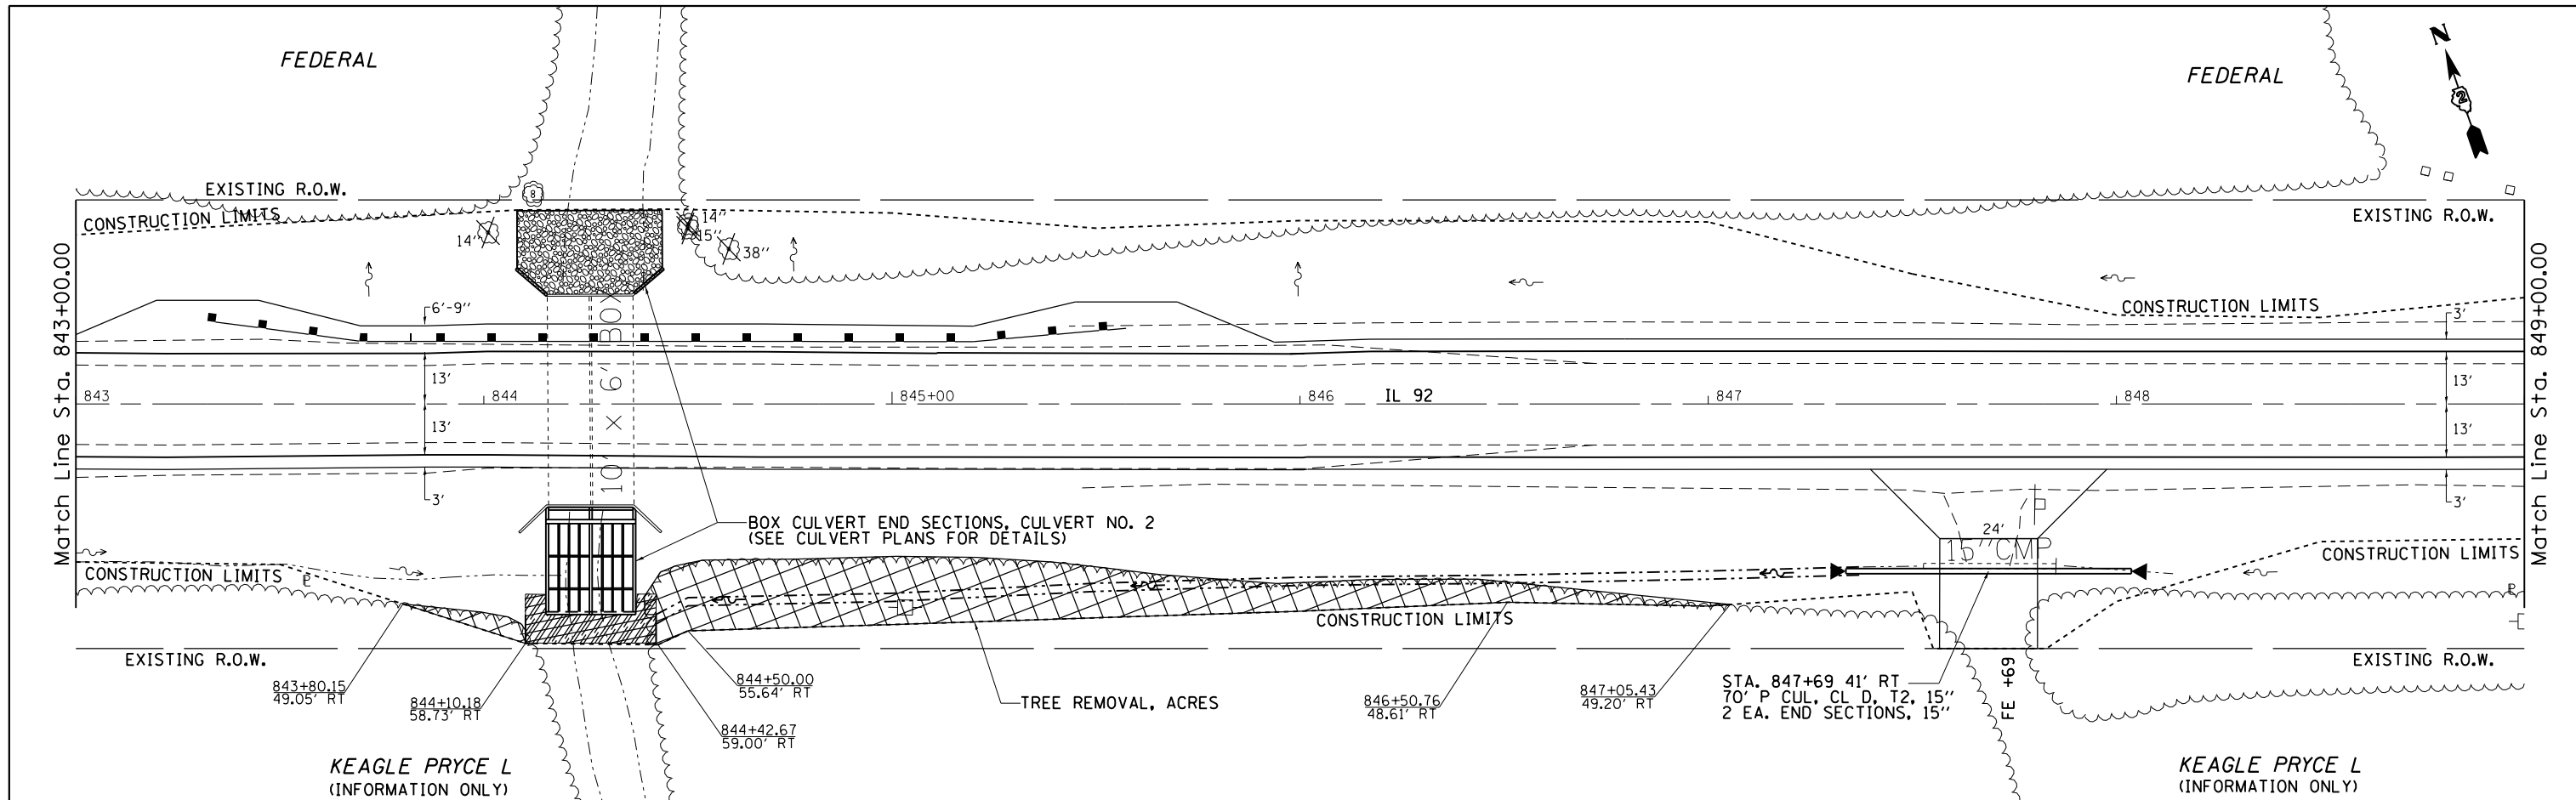 FEDERAL
FEDERAL
N
2
EXISTING R.O.W.
8
CONSTRUCTION LIMITS
14"
14"
15"
38"
EXISTING R.O.W.
Match Line Sta. 843+00.00
6'-9"
CONSTRUCTION LIMITS
3'
Match Line Sta. 849+00.00
13'
13'
843
844
845+00
846
IL 92
847
848
13'
13'
10' X 6' BOX
3'
3'
BOX CULVERT END SECTIONS, CULVERT NO. 2
(SEE CULVERT PLANS FOR DETAILS)
24'
15" CMP
CONSTRUCTION LIMITS
CONSTRUCTION LIMITS
CONSTRUCTION LIMITS
EXISTING R.O.W.
EXISTING R.O.W.
843+80.15
49.05' RT
844+10.18
58.73' RT
844+50.00
55.64' RT
844+42.67
59.00' RT
TREE REMOVAL, ACRES
846+50.76
48.61' RT
847+05.43
49.20' RT
STA. 847+69 41' RT
70' P CUL, CL D, T2, 15"
2 EA. END SECTIONS, 15"
FE +69
KEAGLE PRYCE L
(INFORMATION ONLY)
KEAGLE PRYCE L
(INFORMATION ONLY)